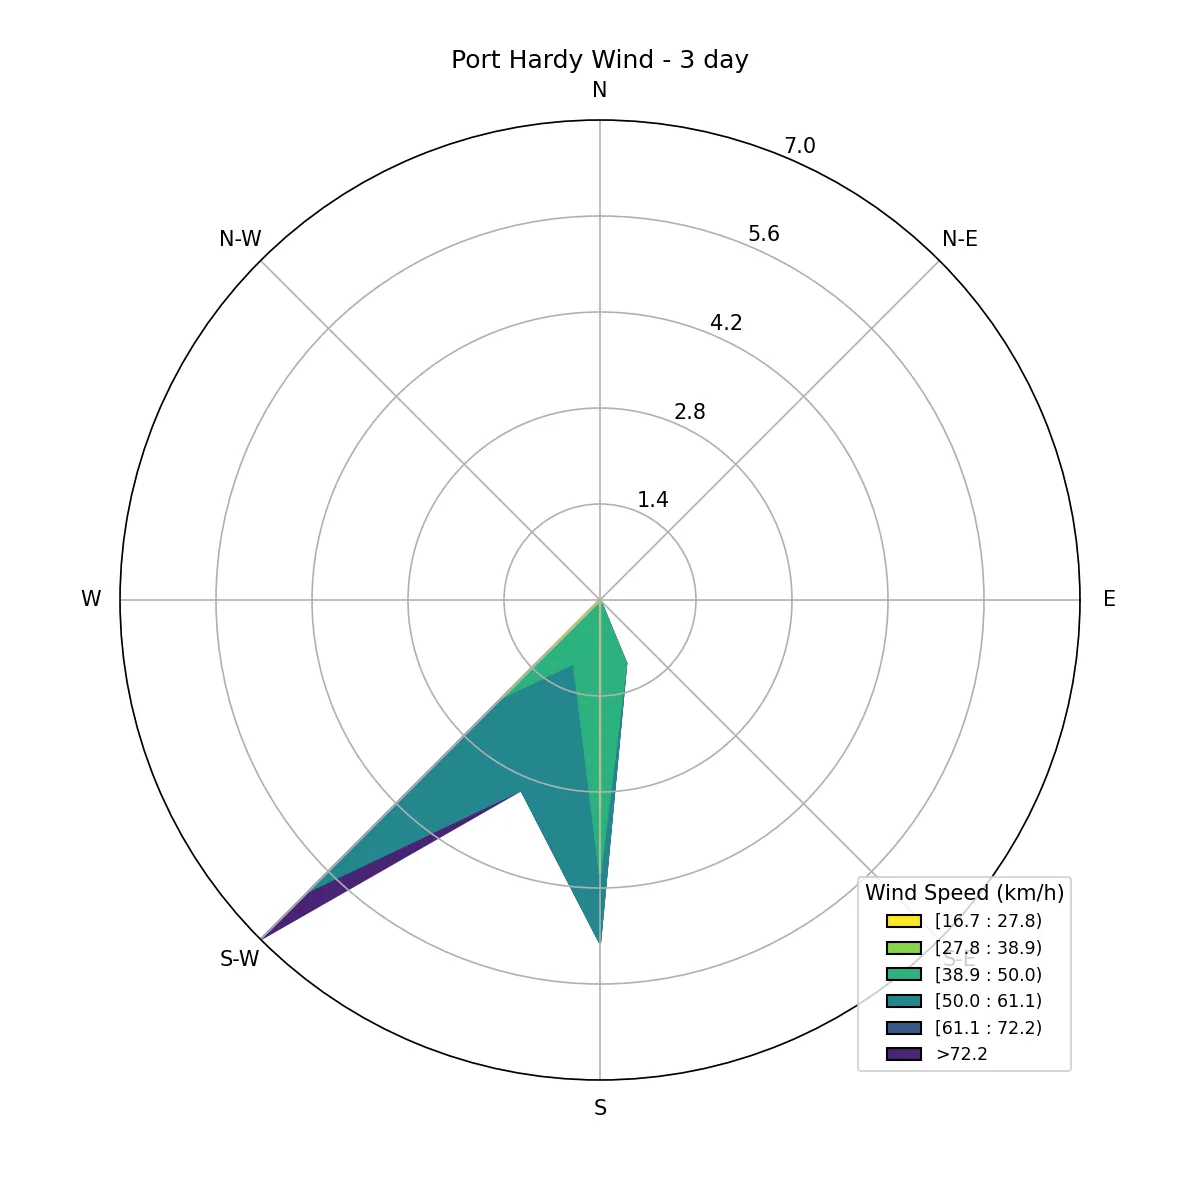 Port Hardy Wind - 3 day
N
7.0
5.6
N-W
N-E
4.2
2.8
1.4
W
E
S-W
S-E
S
Wind Speed (km/h)
[16.7 : 27.8)
[27.8 : 38.9)
[38.9 : 50.0)
[50.0 : 61.1)
[61.1 : 72.2)
>72.2